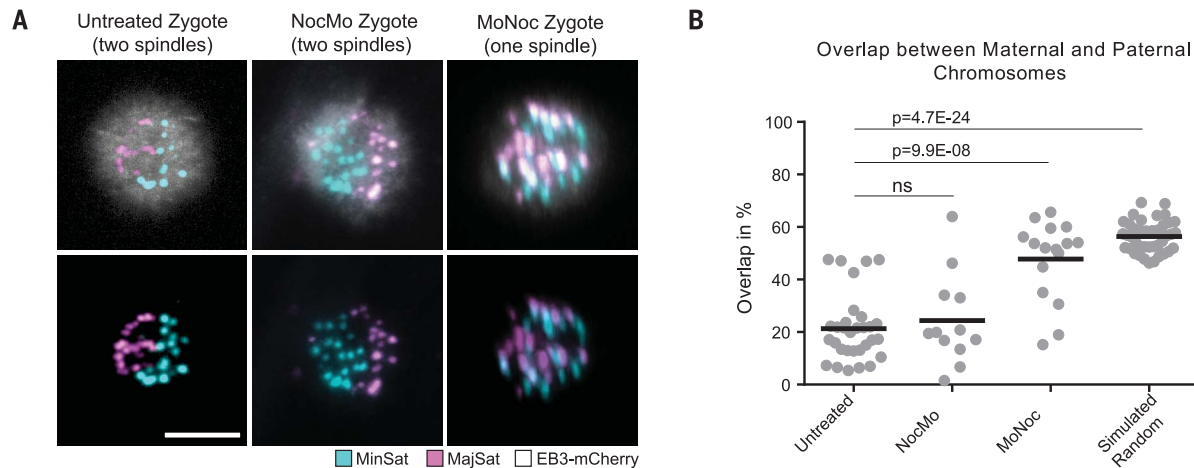 A
Untreated Zygote
(two spindles)
NocMo Zygote
(two spindles)
MoNoc Zygote
(one spindle)
MinSat
MajSat
EB3-mCherry
B
Overlap between Maternal and Paternal
Chromosomes
p=4.7E-24
p=9.9E-08
ns
Overlap in %
100
80
60
40
20
0
Untreated
NocMo
MoNoc
Simulated
Random